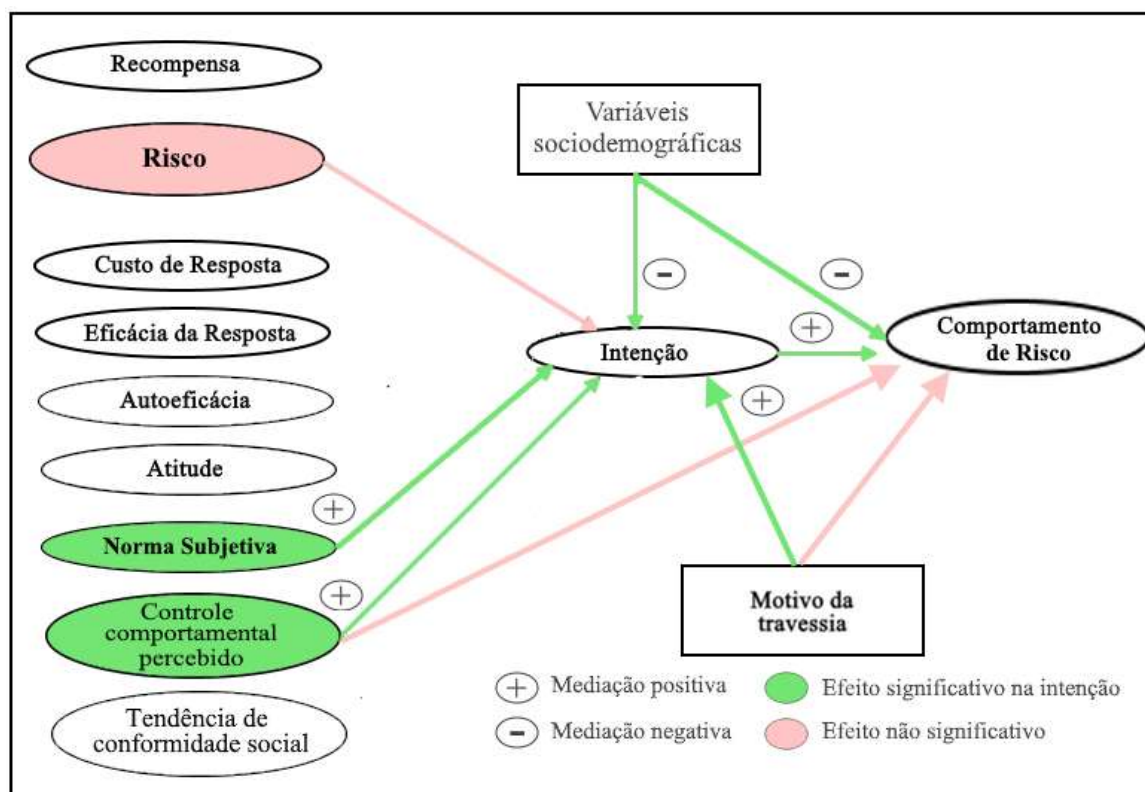 Recompensa
Risco
Custo de Resposta
Eficácia da Resposta
Autoeficácia
Atitude
Norma Subjetiva
Controle
comportamental
percebido
Tendência de
conformidade social
Variáveis
sociodemográficas
Intenção
Comportamento
de Risco
Motivo da
travessia
+
+
-
-
+
+
+ Mediação positiva
- Mediação negativa
Efeito significativo na intenção
Efeito não significativo